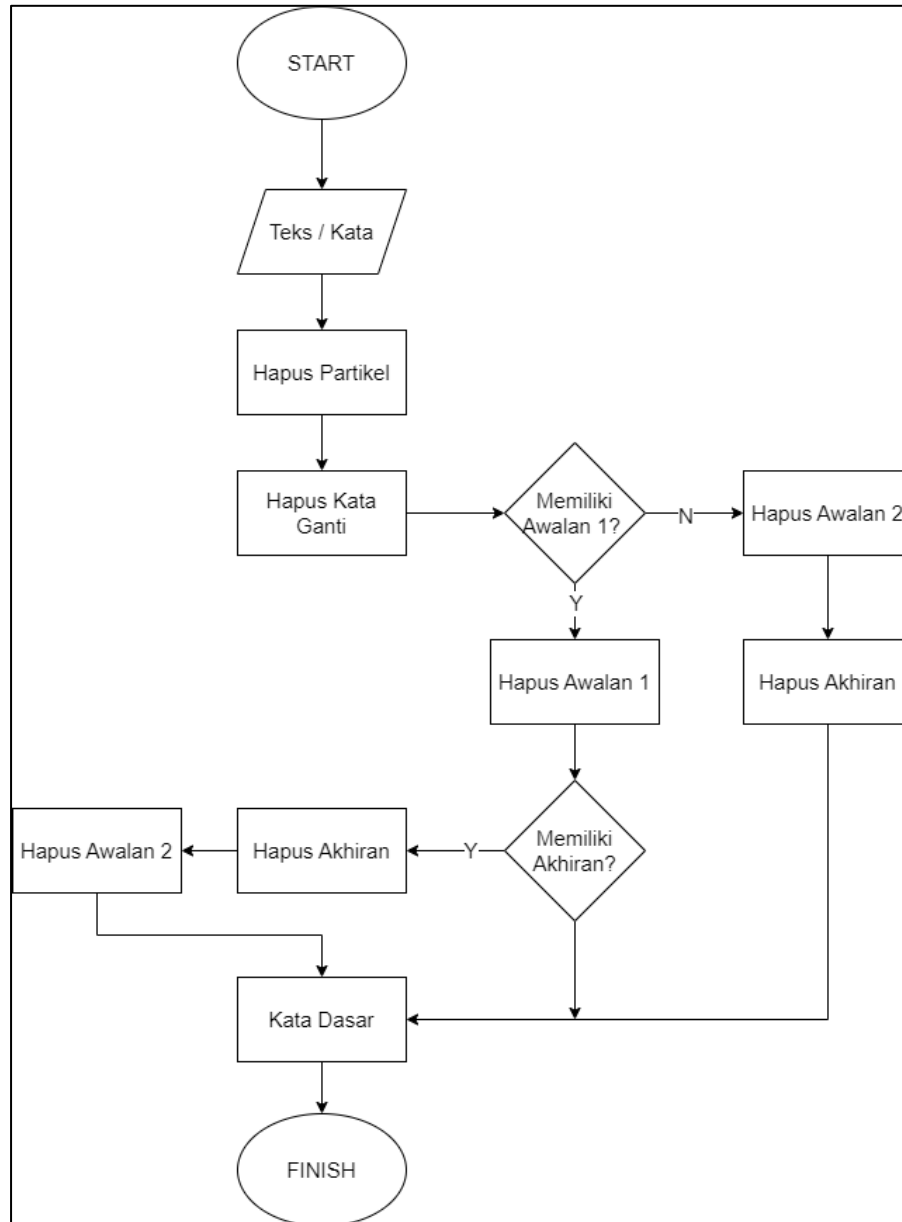 START
Teks / Kata
Hapus Partikel
Hapus Kata
Ganti
Memiliki
Awalan 1?
N
Hapus Awalan 2
Y
Hapus Awalan 1
Hapus Akhiran
Memiliki
Akhiran?
Y
Hapus Akhiran
Hapus Awalan 2
Kata Dasar
FINISH